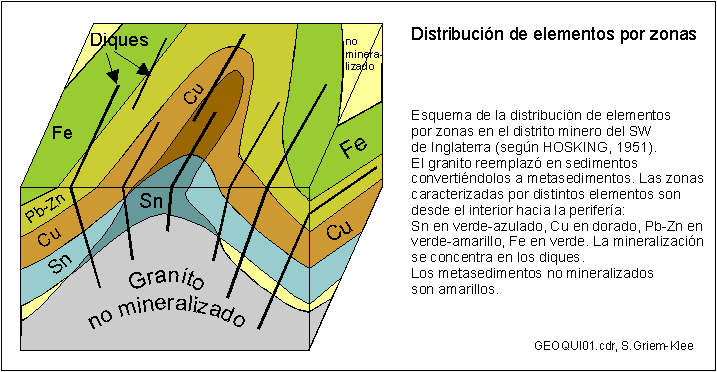 Distribución de elementos por zonas
Diques
no
minera-
lizado
Cu
Fe
Fe
Pb-Zn
Sn
Cu
Cu
Sn
Granito
no mineralizado
Esquema de la distribución de elementos
por zonas en el distrito minero del SW
de Inglaterra (según HOSKING, 1951).
El granito reemplazó en sedimentos
convertiéndolos a metasedimentos. Las zonas
caracterizadas por distintos elementos son
desde el interior hacia la perifería:
Sn en verde-azulado, Cu en dorado, Pb-Zn en
verde-amarillo, Fe en verde. La mineralización
se concentra en los diques.
Los metasedimentos no mineralizados
son amarillos.
GEOQUI01.cdr, S.Griem-Klee